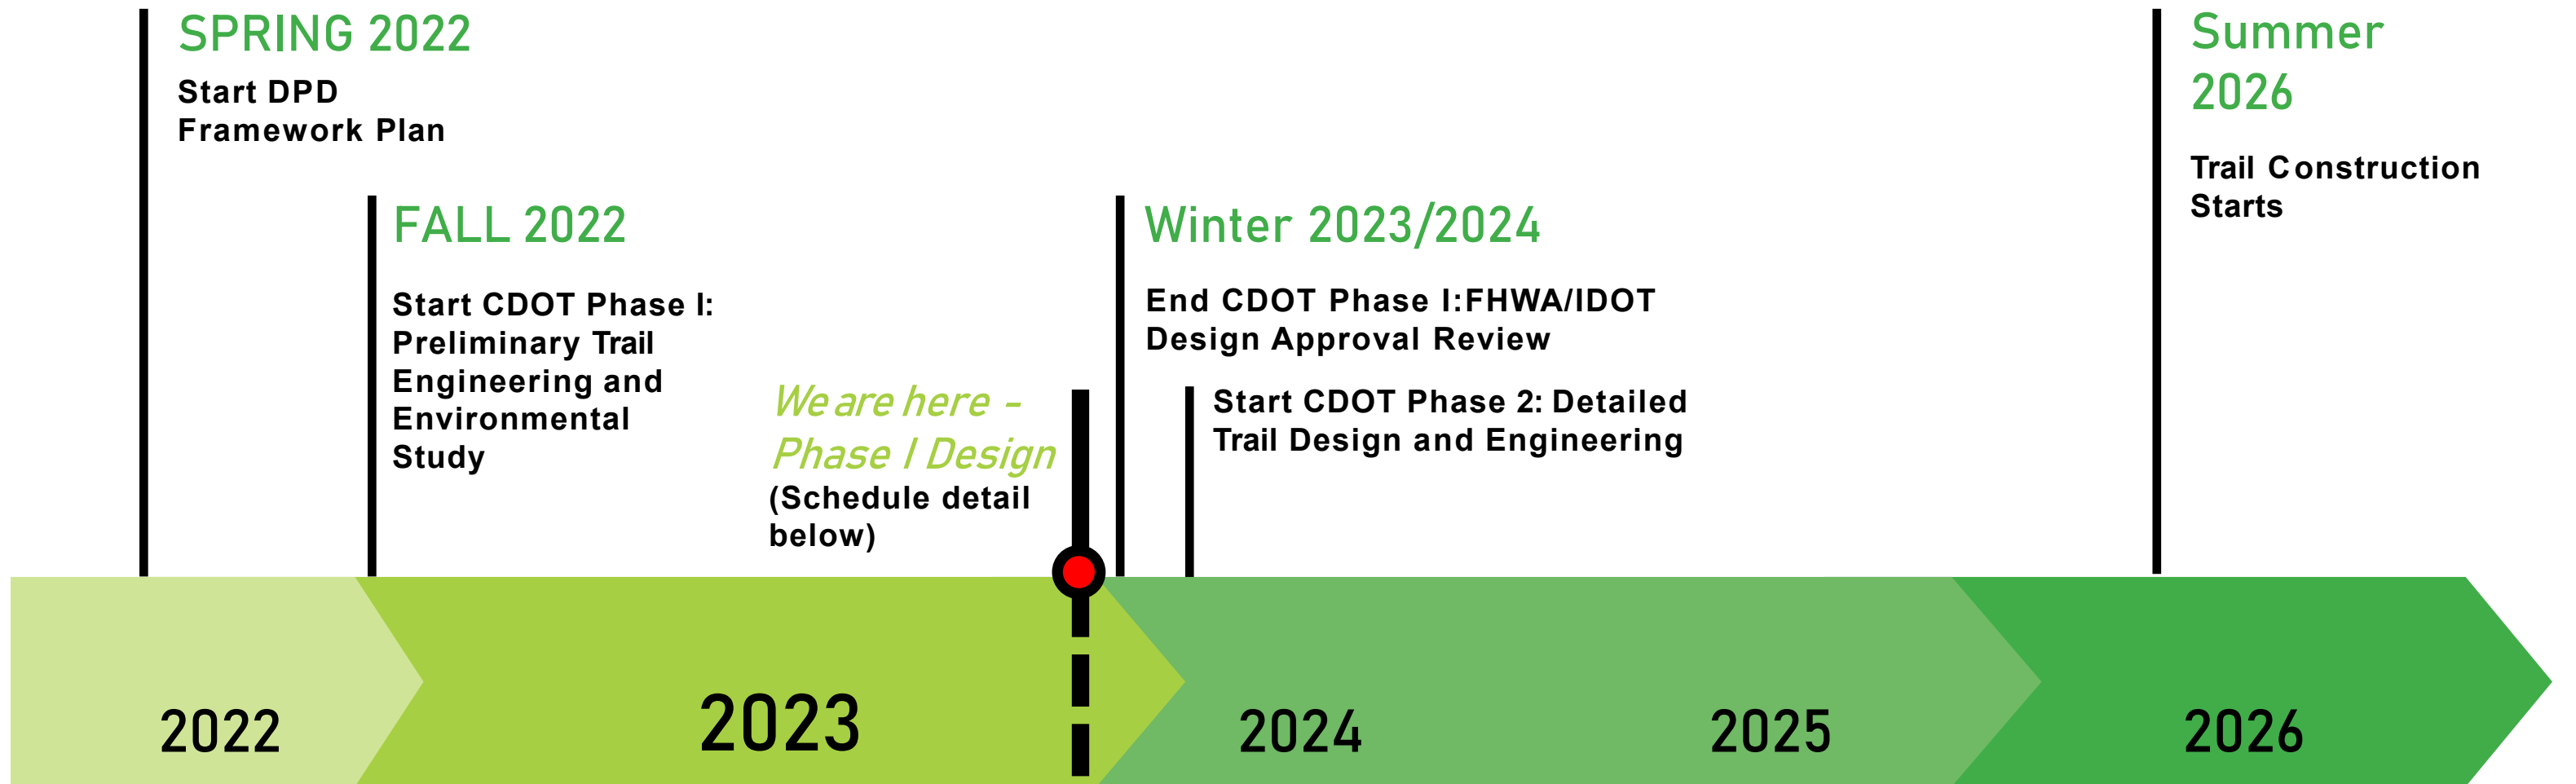 SPRING 2022
Start DPD
Framework Plan
FALL 2022
Start CDOT Phase I:
Preliminary Trail
Engineering and
Environmental
Study
We are here -
Phase I Design
(Schedule detail
below)
Winter 2023/2024
End CDOT Phase I:FHWA/IDOT
Design Approval Review
Start CDOT Phase 2: Detailed
Trail Design and Engineering
Summer
2026
Trail Construction
Starts
2022
2023
2024
2025
2026